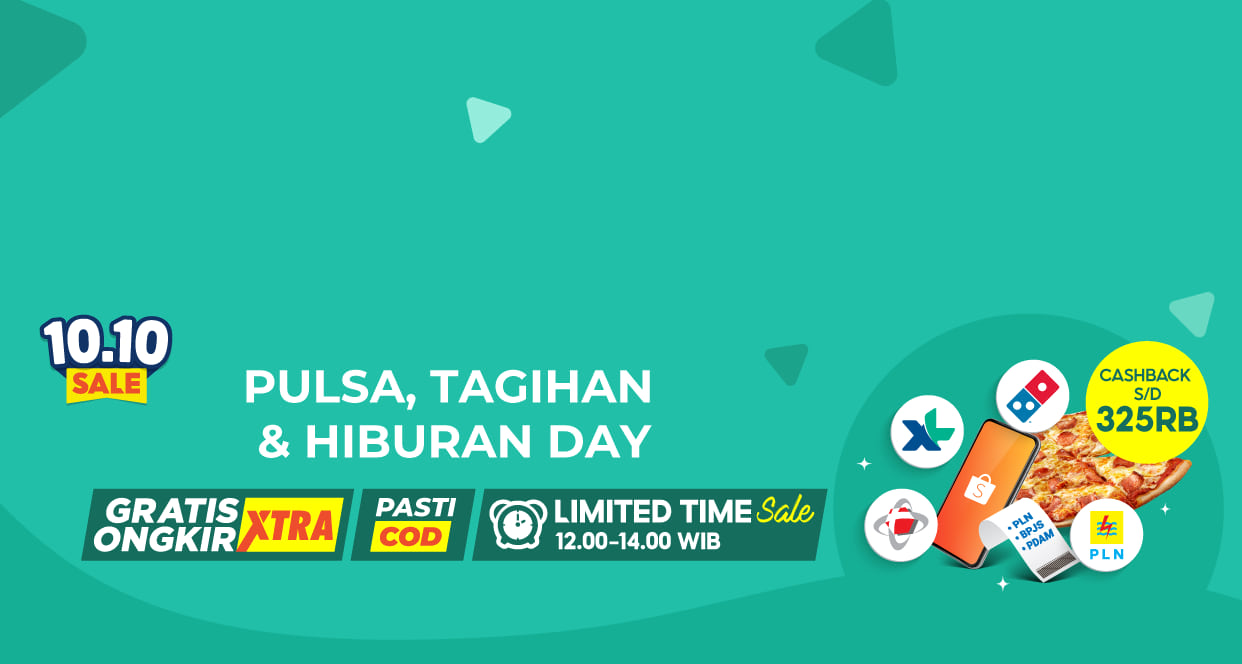 10.10
SALE
PULSA, TAGIHAN
& HIBURAN DAY
GRATIS
ONGKIR
XTRA
PASTI
COD
LIMITED TIME Sale
12.00-14.00 WIB
CASHBACK
S/D
325RB
XL
S
• PLN
• BPJS
• PDAM
PLN